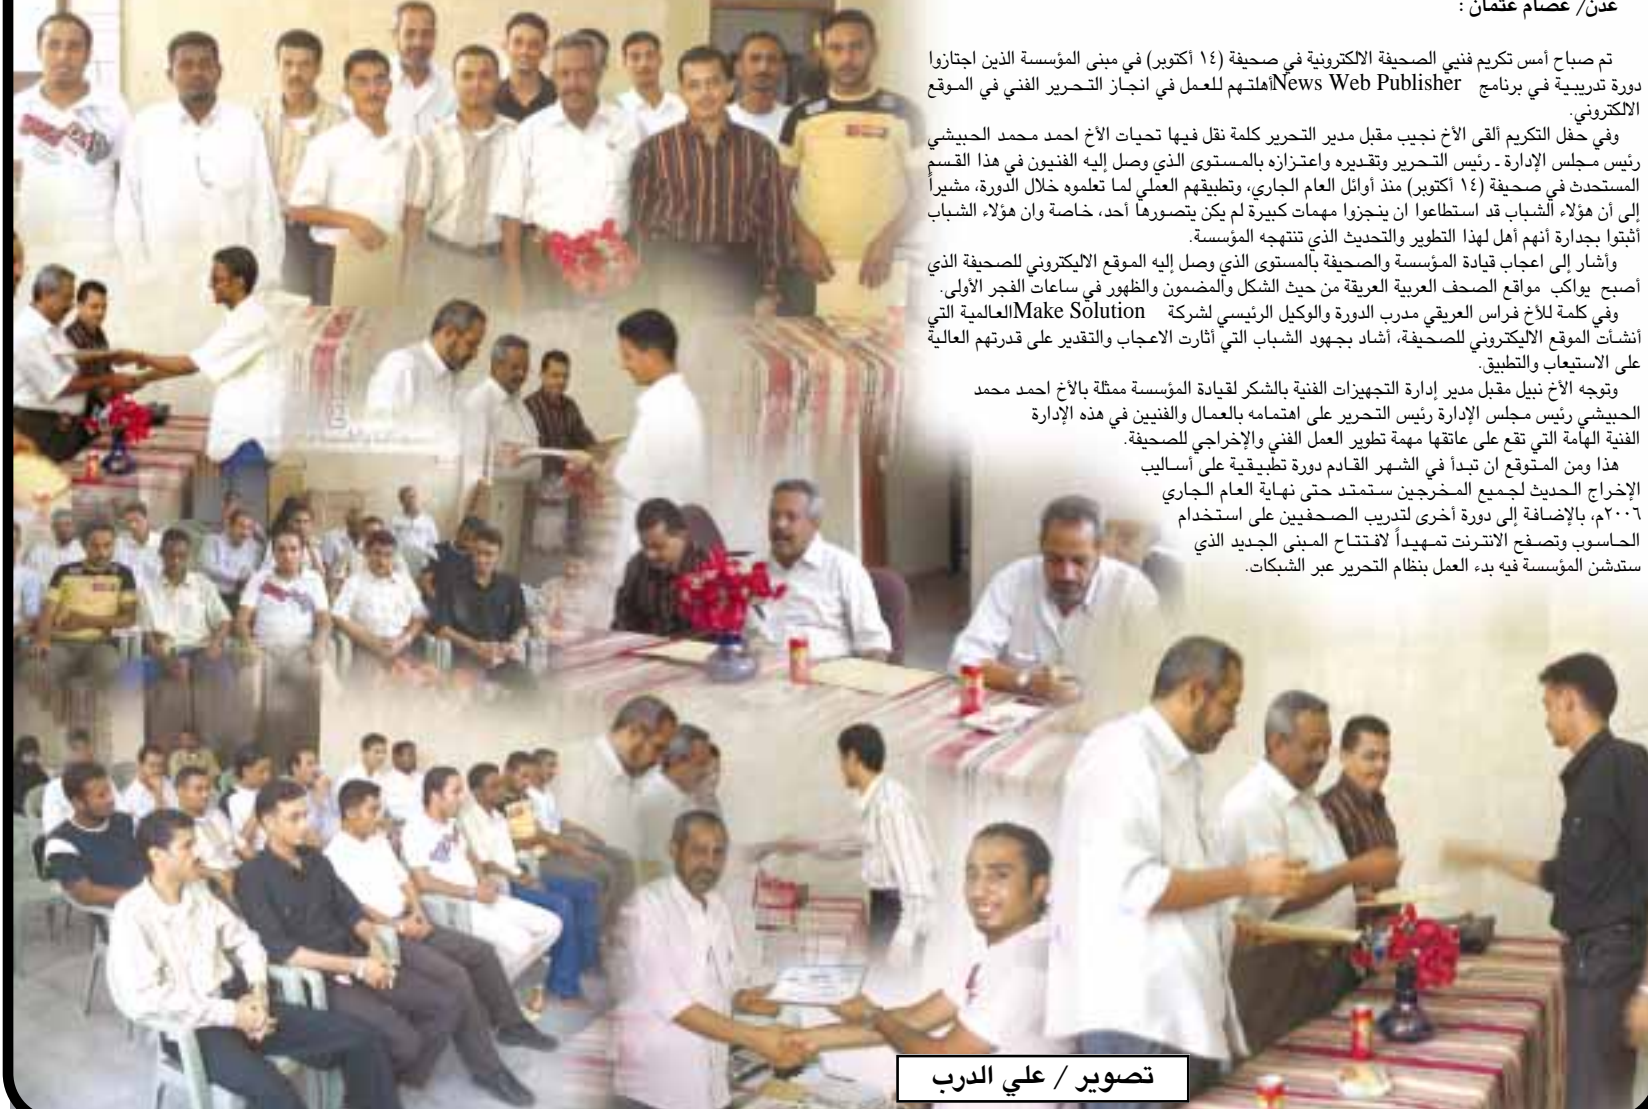 عدن/ عصام عثمان :
تم صباح أمس تكريم فنيي الصحيفة الالكترونية في صحيفة (١٤ أكتوبر) في مبنى المؤسسة الذين اجتازوا
دورة تدريبية في برنامج News Web Publisher أهلتهم للعمل في انجاز التحرير الفني في الموقع
الالكتروني.
وفي حفل التكريم ألقى الأخ نجيب مقبل مدير التحرير كلمة نقل فيها تحيات الأخ احمد محمد الحبيشي
رئيس مجلس الإدارة ـ رئيس التحرير وتقديره واعتزازه بالمستوى الذي وصل إليه الفنيون في هذا القسم
المستحدث في صحيفة (١٤ أكتوبر) منذ أوائل العام الجاري، وتطبيقهم العملي لما تعلموه خلال الدورة، مشيراً
إلى أن هؤلاء الشباب قد استطاعوا ان ينجزوا مهمات كبيرة لم يكن يتصورها أحد، خاصة وان هؤلاء الشباب
أثبتوا بجدارة أنهم أهل لهذا التطوير والتحديث الذي تنتهجه المؤسسة.
وأشار إلى اعجاب قيادة المؤسسة والصحيفة بالمستوى الذي وصل إليه الموقع الاليكتروني للصحيفة الذي
أصبح يواكب مواقع الصحف العربية العريقة من حيث الشكل والمضمون والظهور في ساعات الفجر الأولى.
وفي كلمة للأخ فراس العريقي مدرب الدورة والوكيل الرئيسي لشركة Make Solution العالمية التي
أنشأت الموقع الاليكتروني للصحيفة، أشاد بجهود الشباب التي أثارت الاعجاب والتقدير على قدرتهم العالية
على الاستيعاب والتطبيق.
وتوجه الأخ نبيل مقبل مدير إدارة التجهيزات الفنية بالشكر لقيادة المؤسسة ممثلة بالأخ احمد محمد
الحبيشي رئيس مجلس الإدارة رئيس التحرير على اهتمامه بالعمال والفنيين في هذه الإدارة
الفنية الهامة التي تقع على عاتقها مهمة تطوير العمل الفني والإخراجي للصحيفة.
هذا ومن المتوقع ان تبدأ في الشهر القادم دورة تطبيقية على أساليب
الإخراج الحديث لجميع المخرجين ستمتد حتى نهاية العام الجاري
٢٠٠٦م، بالإضافة إلى دورة أخرى لتدريب الصحفيين على استخدام
الحاسوب وتصفح الانترنت تمهيداً لافتتاح المبنى الجديد الذي
ستدشن المؤسسة فيه بدء العمل بنظام التحرير عبر الشبكات.
تصوير / علي الدرب